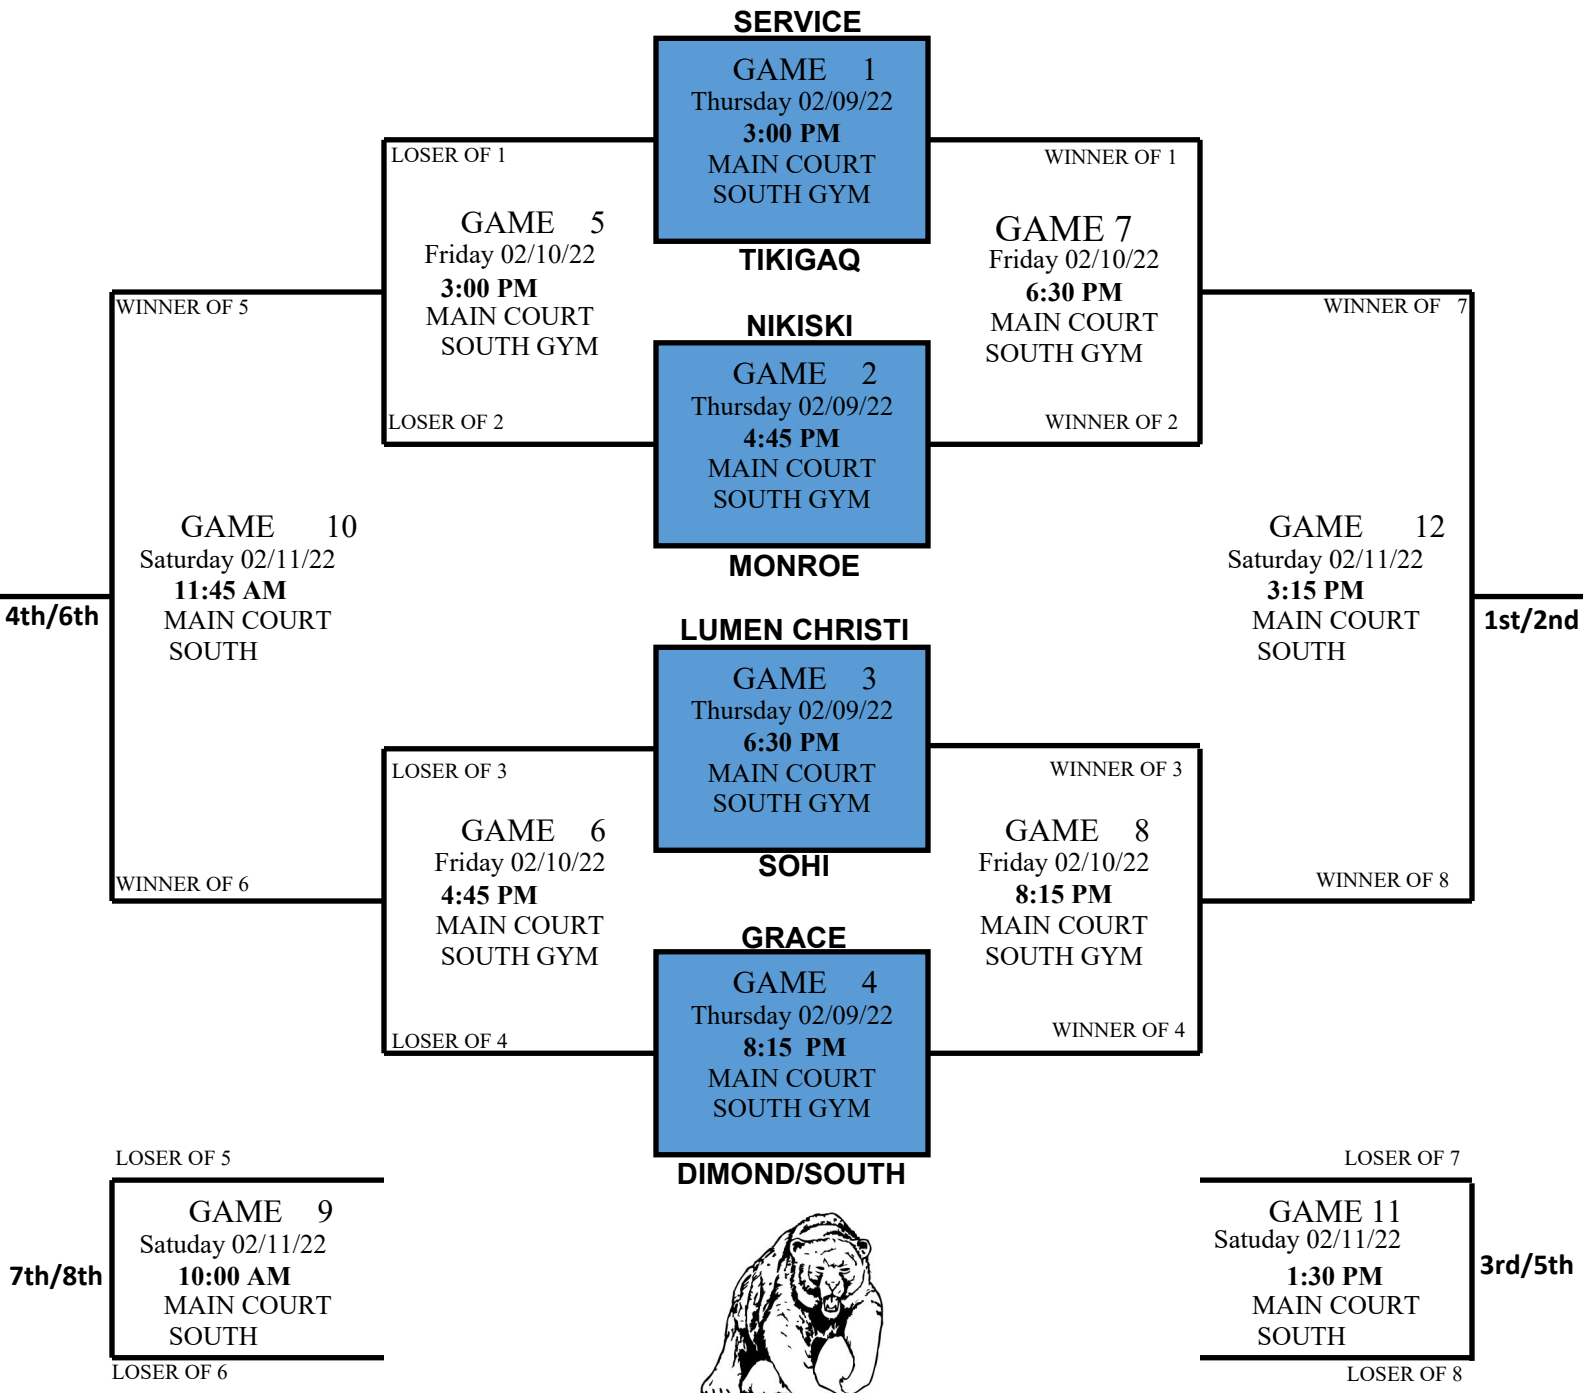 SERVICE
GAME 1
Thursday 02/09/22
3:00 PM
MAIN COURT
SOUTH GYM
TIKIGAQ
LOSER OF 1
GAME 5
Friday 02/10/22
3:00 PM
MAIN COURT
SOUTH GYM
LOSER OF 2
WINNER OF 1
GAME 7
Friday 02/10/22
6:30 PM
MAIN COURT
SOUTH GYM
WINNER OF 2
NIKISKI
GAME 2
Thursday 02/09/22
4:45 PM
MAIN COURT
SOUTH GYM
MONROE
WINNER OF 5
GAME 10
Saturday 02/11/22
11:45 AM
MAIN COURT
SOUTH
4th/6th
WINNER OF 6
WINNER OF 7
GAME 12
Saturday 02/11/22
3:15 PM
MAIN COURT
SOUTH
1st/2nd
WINNER OF 8
LUMEN CHRISTI
GAME 3
Thursday 02/09/22
6:30 PM
MAIN COURT
SOUTH GYM
SOHI
LOSER OF 3
GAME 6
Friday 02/10/22
4:45 PM
MAIN COURT
SOUTH GYM
LOSER OF 4
WINNER OF 3
GAME 8
Friday 02/10/22
8:15 PM
MAIN COURT
SOUTH GYM
WINNER OF 4
GRACE
GAME 4
Thursday 02/09/22
8:15 PM
MAIN COURT
SOUTH GYM
DIMOND/SOUTH
LOSER OF 5
GAME 9
Satuday 02/11/22
10:00 AM
MAIN COURT
SOUTH
7th/8th
LOSER OF 6
LOSER OF 7
GAME 11
Satuday 02/11/22
1:30 PM
MAIN COURT
SOUTH
3rd/5th
LOSER OF 8